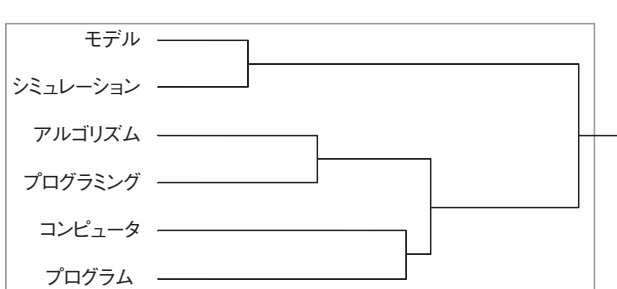 モデル
シミュレーション
アルゴリズム
プログラミング
コンピュータ
プログラム